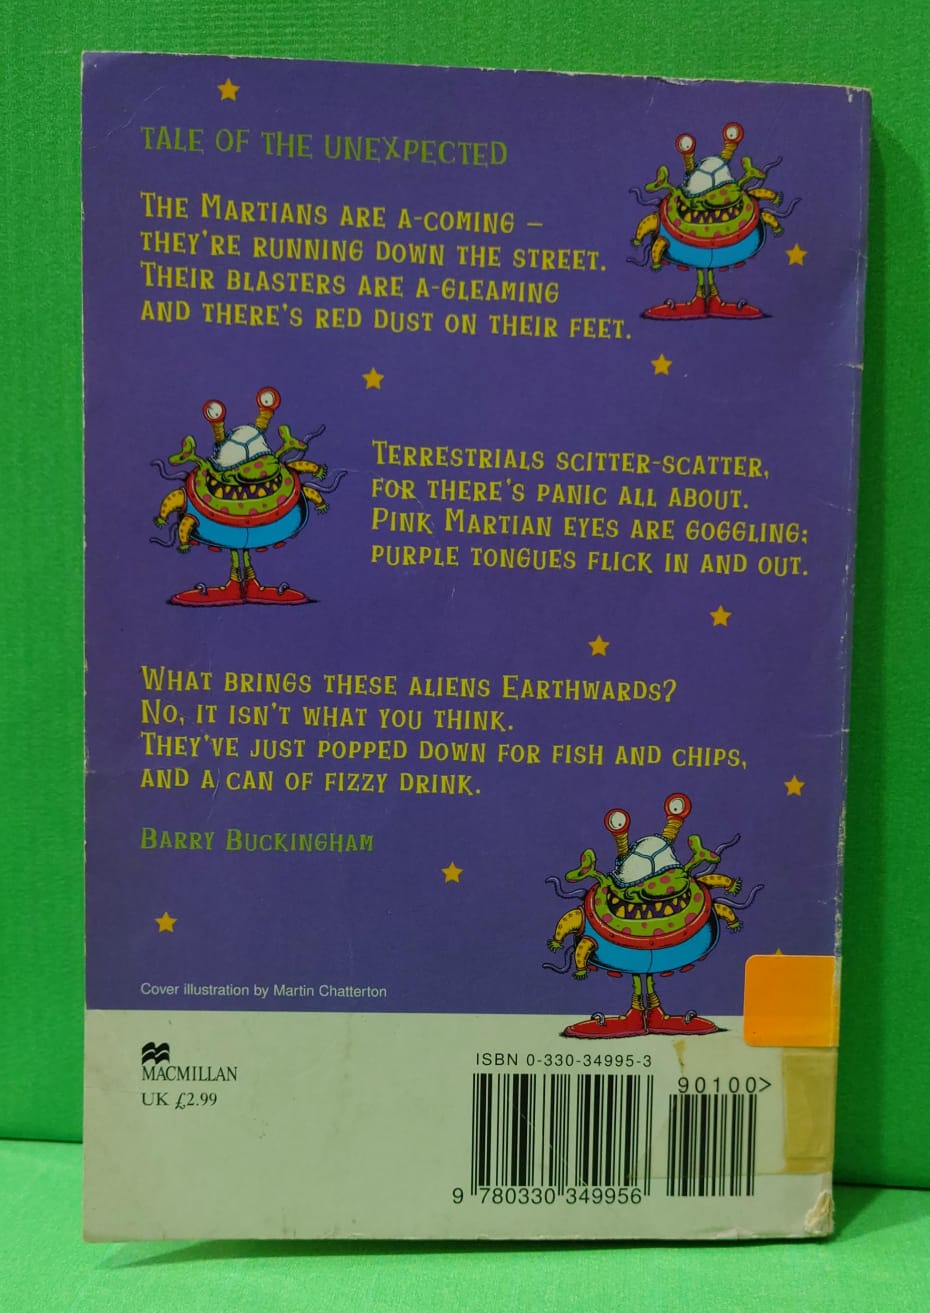 TALE OF THE UNEXPECTED
THE MARTIANS ARE A-COMING –
THEY'RE RUNNING DOWN THE STREET.
THEIR BLASTERS ARE A-GLEAMING
AND THERE'S RED DUST ON THEIR FEET.
TERRESTRIALS SCITTER-SCATTER,
FOR THERE'S PANIC ALL ABOUT.
PINK MARTIAN EYES ARE GOGGLING;
PURPLE TONGUES FLICK IN AND OUT.
WHAT BRINGS THESE ALIENS EARTHWARDS?
NO, IT ISN'T WHAT YOU THINK.
THEY'VE JUST POPPED DOWN FOR FISH AND CHIPS,
AND A CAN OF FIZZY DRINK.
BARRY BUCKINGHAM
Cover illustration by Martin Chatterton
MACMILLAN
UK £2.99
ISBN 0-330-34995-3
90100>
9 780330 349956